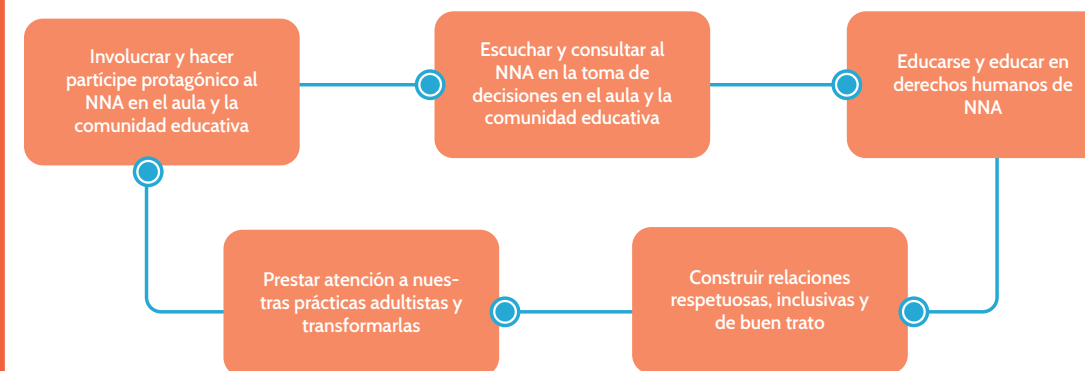 Involucrar y hacer
partícipe protagónico al
NNA en el aula y la
comunidad educativa
Escuchar y consultar al
NNA en la toma de
decisiones en el aula y la
comunidad educativa
Educarse y educar en
derechos humanos de
NNA
Construir relaciones
respetuosas, inclusivas y
de buen trato
Prestar atención a nues-
tras prácticas adultistas y
transformarlas